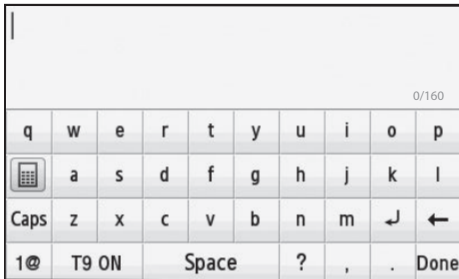 0/160
q w e r t y u i o p
a s d f g h j k l
Caps z x c v b n m ↲ ←
1@ T9 ON Space ? , . Done